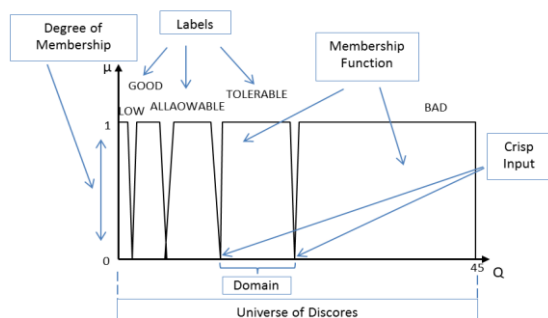 Degree of
Membership
Labels
Membership
Function
μ
GOOD
TOLERABLE
LOW
ALLAOWABLE
BAD
1
Crisp
Input
0
45
Q
Domain
Universe of Discores